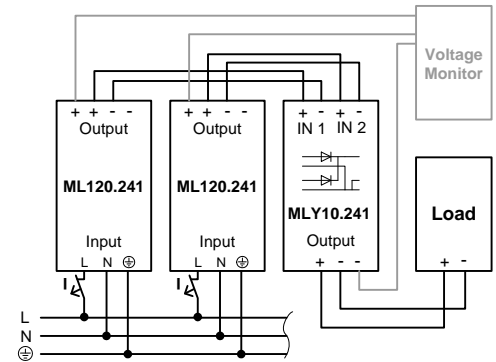 Voltage
Monitor
+ + - -
Output
ML120.241
Input
L N ⏚
I
+ + - -
Output
ML120.241
Input
L N ⏚
I
+ - + -
IN 1 IN 2
MLY10.241
Output
+ - -
Load
+ -
L
N
⏚